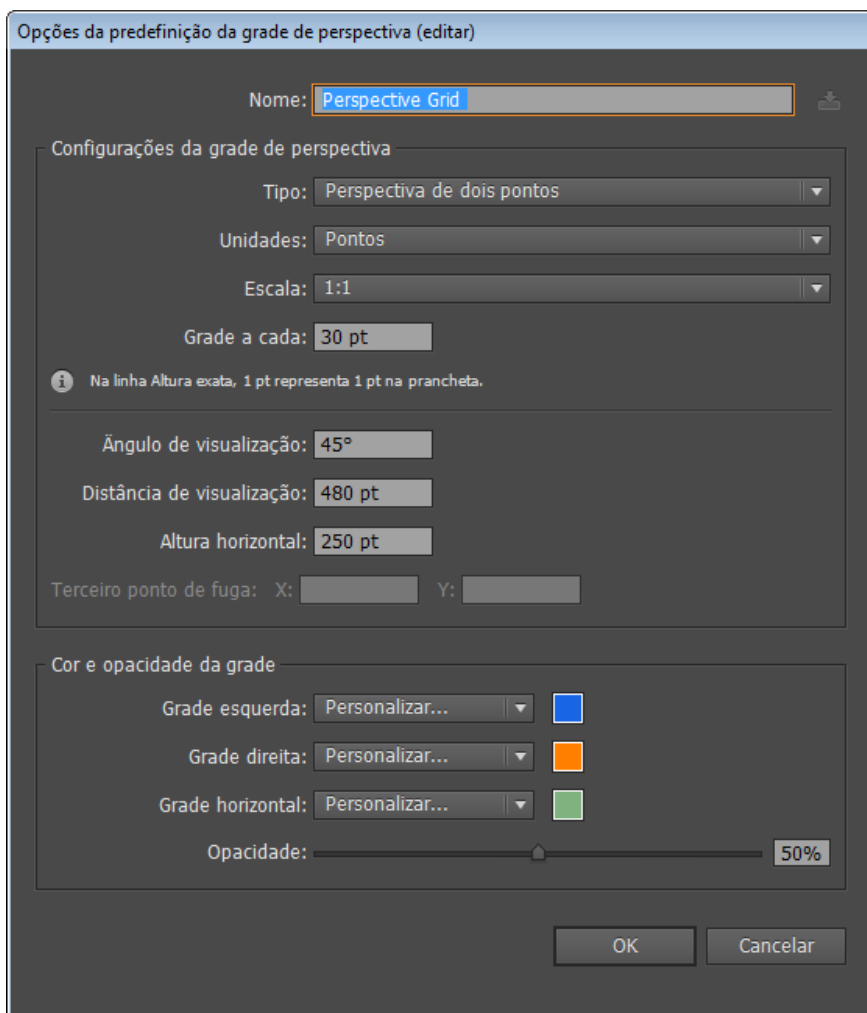 Opções da predefinição da grade de perspectiva (editar)
Nome: Perspective Grid
Configurações da grade de perspectiva
Tipo: Perspectiva de dois pontos
Unidades: Pontos
Escala: 1:1
Grade a cada: 30 pt
Na linha Altura exata, 1 pt representa 1 pt na prancheta.
Ângulo de visualização: 45°
Distância de visualização: 480 pt
Altura horizontal: 250 pt
Terceiro ponto de fuga: X: Y:
Cor e opacidade da grade
Grade esquerda: Personalizar...
Grade direita: Personalizar...
Grade horizontal: Personalizar...
Opacidade: 50%
OK Cancelar